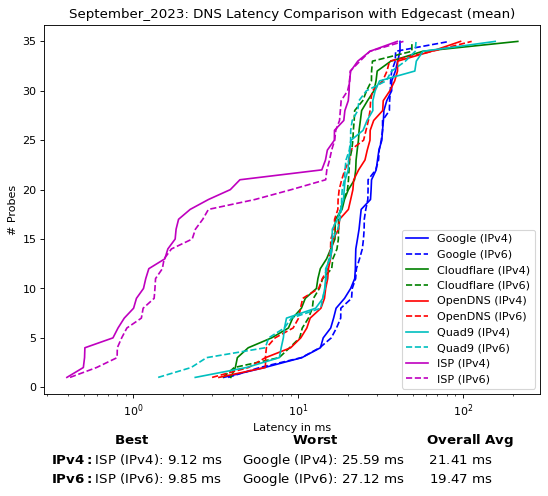 September_2023: DNS Latency Comparison with Edgecast (mean)
# Probes
35
30
25
20
15
10
5
0
Google (IPv4)
Google (IPv6)
Cloudflare (IPv4)
Cloudflare (IPv6)
OpenDNS (IPv4)
OpenDNS (IPv6)
Quad9 (IPv4)
Quad9 (IPv6)
ISP (IPv4)
ISP (IPv6)
10⁰ 10¹ 10²
Latency in ms
Best Worst Overall Avg
IPv4: ISP (IPv4): 9.12 ms Google (IPv4): 25.59 ms 21.41 ms
IPv6: ISP (IPv6): 9.85 ms Google (IPv6): 27.12 ms 19.47 ms